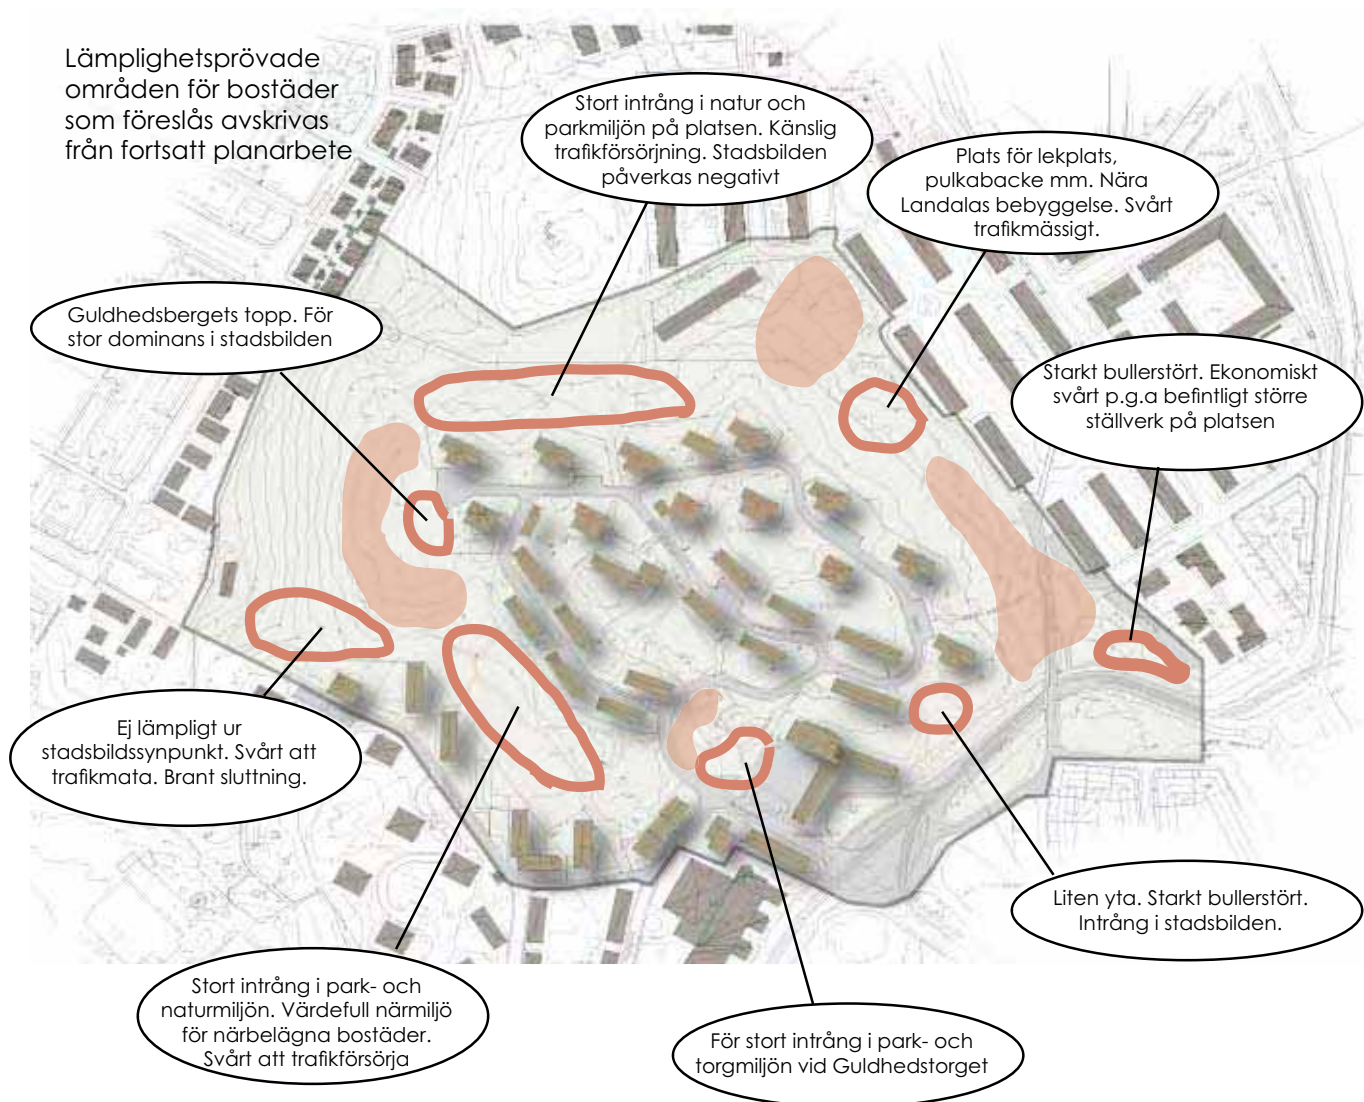 Lämplighetsprövade
områden för bostäder
som föreslås avskrivas
från fortsatt planarbete
Stort intrång i natur och
parkmiljön på platsen. Känslig
trafikförsörjning. Stadsbilden
påverkas negativt
Plats för lekplats,
pulkabacke mm. Nära
Landalas bebyggelse. Svårt
trafikmässigt.
Guldhedsbergets topp. För
stor dominans i stadsbilden
Starkt bullerstört. Ekonomiskt
svårt p.g.a befintligt större
ställverk på platsen
Ej lämpligt ur
stadsbildssynpunkt. Svårt att
trafikmata. Brant sluttning.
Liten yta. Starkt bullerstört.
Intrång i stadsbilden.
Stort intrång i park- och
naturmiljön. Värdefull närmiljö
för närbelägna bostäder.
Svårt att trafikförsörja
För stort intrång i park- och
torgmiljön vid Guldhedstorget